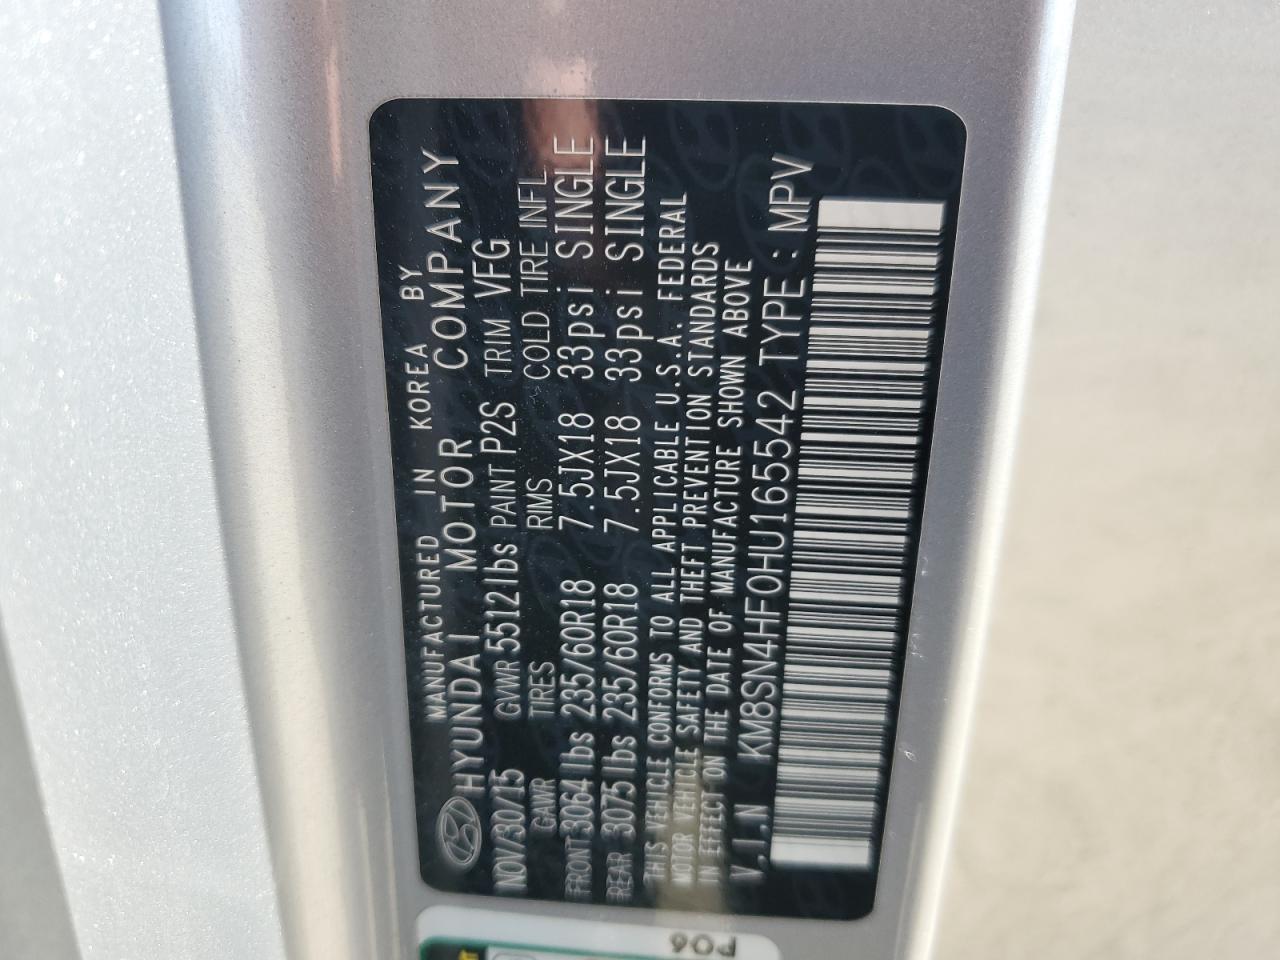 MANUFACTURED IN KOREA BY
HYUNDAI MOTOR COMPANY
NOV/30/15 GVWR 5512lbs PAINT P2S TRIM VFG
GAWR TIRES RIMS COLD TIRE INFL
FRONT 3064lbs 235/60R18 7.5JX18 33psi SINGLE
REAR 3075lbs 235/60R18 7.5JX18 33psi SINGLE
THIS VEHICLE CONFORMS TO ALL APPLICABLE U.S.A. FEDERAL
MOTOR VEHICLE SAFETY AND THEFT PREVENTION STANDARDS
IN EFFECT ON THE DATE OF MANUFACTURE SHOWN ABOVE
V.I.N KM8SN4HF0HU165542 TYPE : MPV
P06